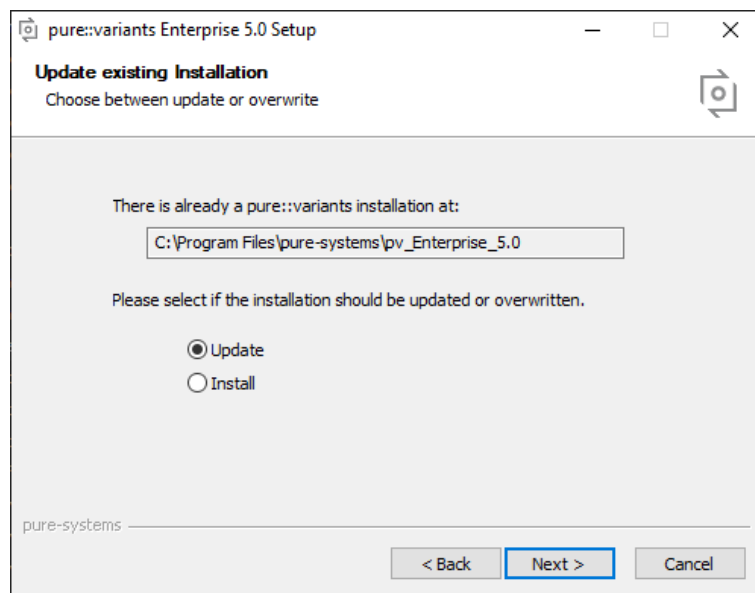 pure::variants Enterprise 5.0 Setup
Update existing Installation
Choose between update or overwrite
There is already a pure::variants installation at:
C:\Program Files\pure-systems\pv_Enterprise_5.0
Please select if the installation should be updated or overwritten.
Update
Install
pure-systems
< Back Next > Cancel